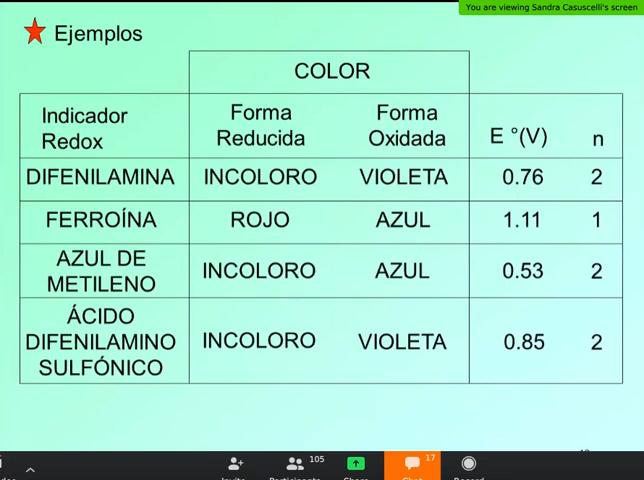 You are viewing Sandra Casuscelli's screen
Ejemplos
COLOR
Indicador Redox Forma Reducida Forma Oxidada E °(V) n
DIFENILAMINA INCOLORO VIOLETA 0.76 2
FERROÍNA ROJO AZUL 1.11 1
AZUL DE METILENO INCOLORO AZUL 0.53 2
ÁCIDO DIFENILAMINO SULFÓNICO INCOLORO VIOLETA 0.85 2
105
17